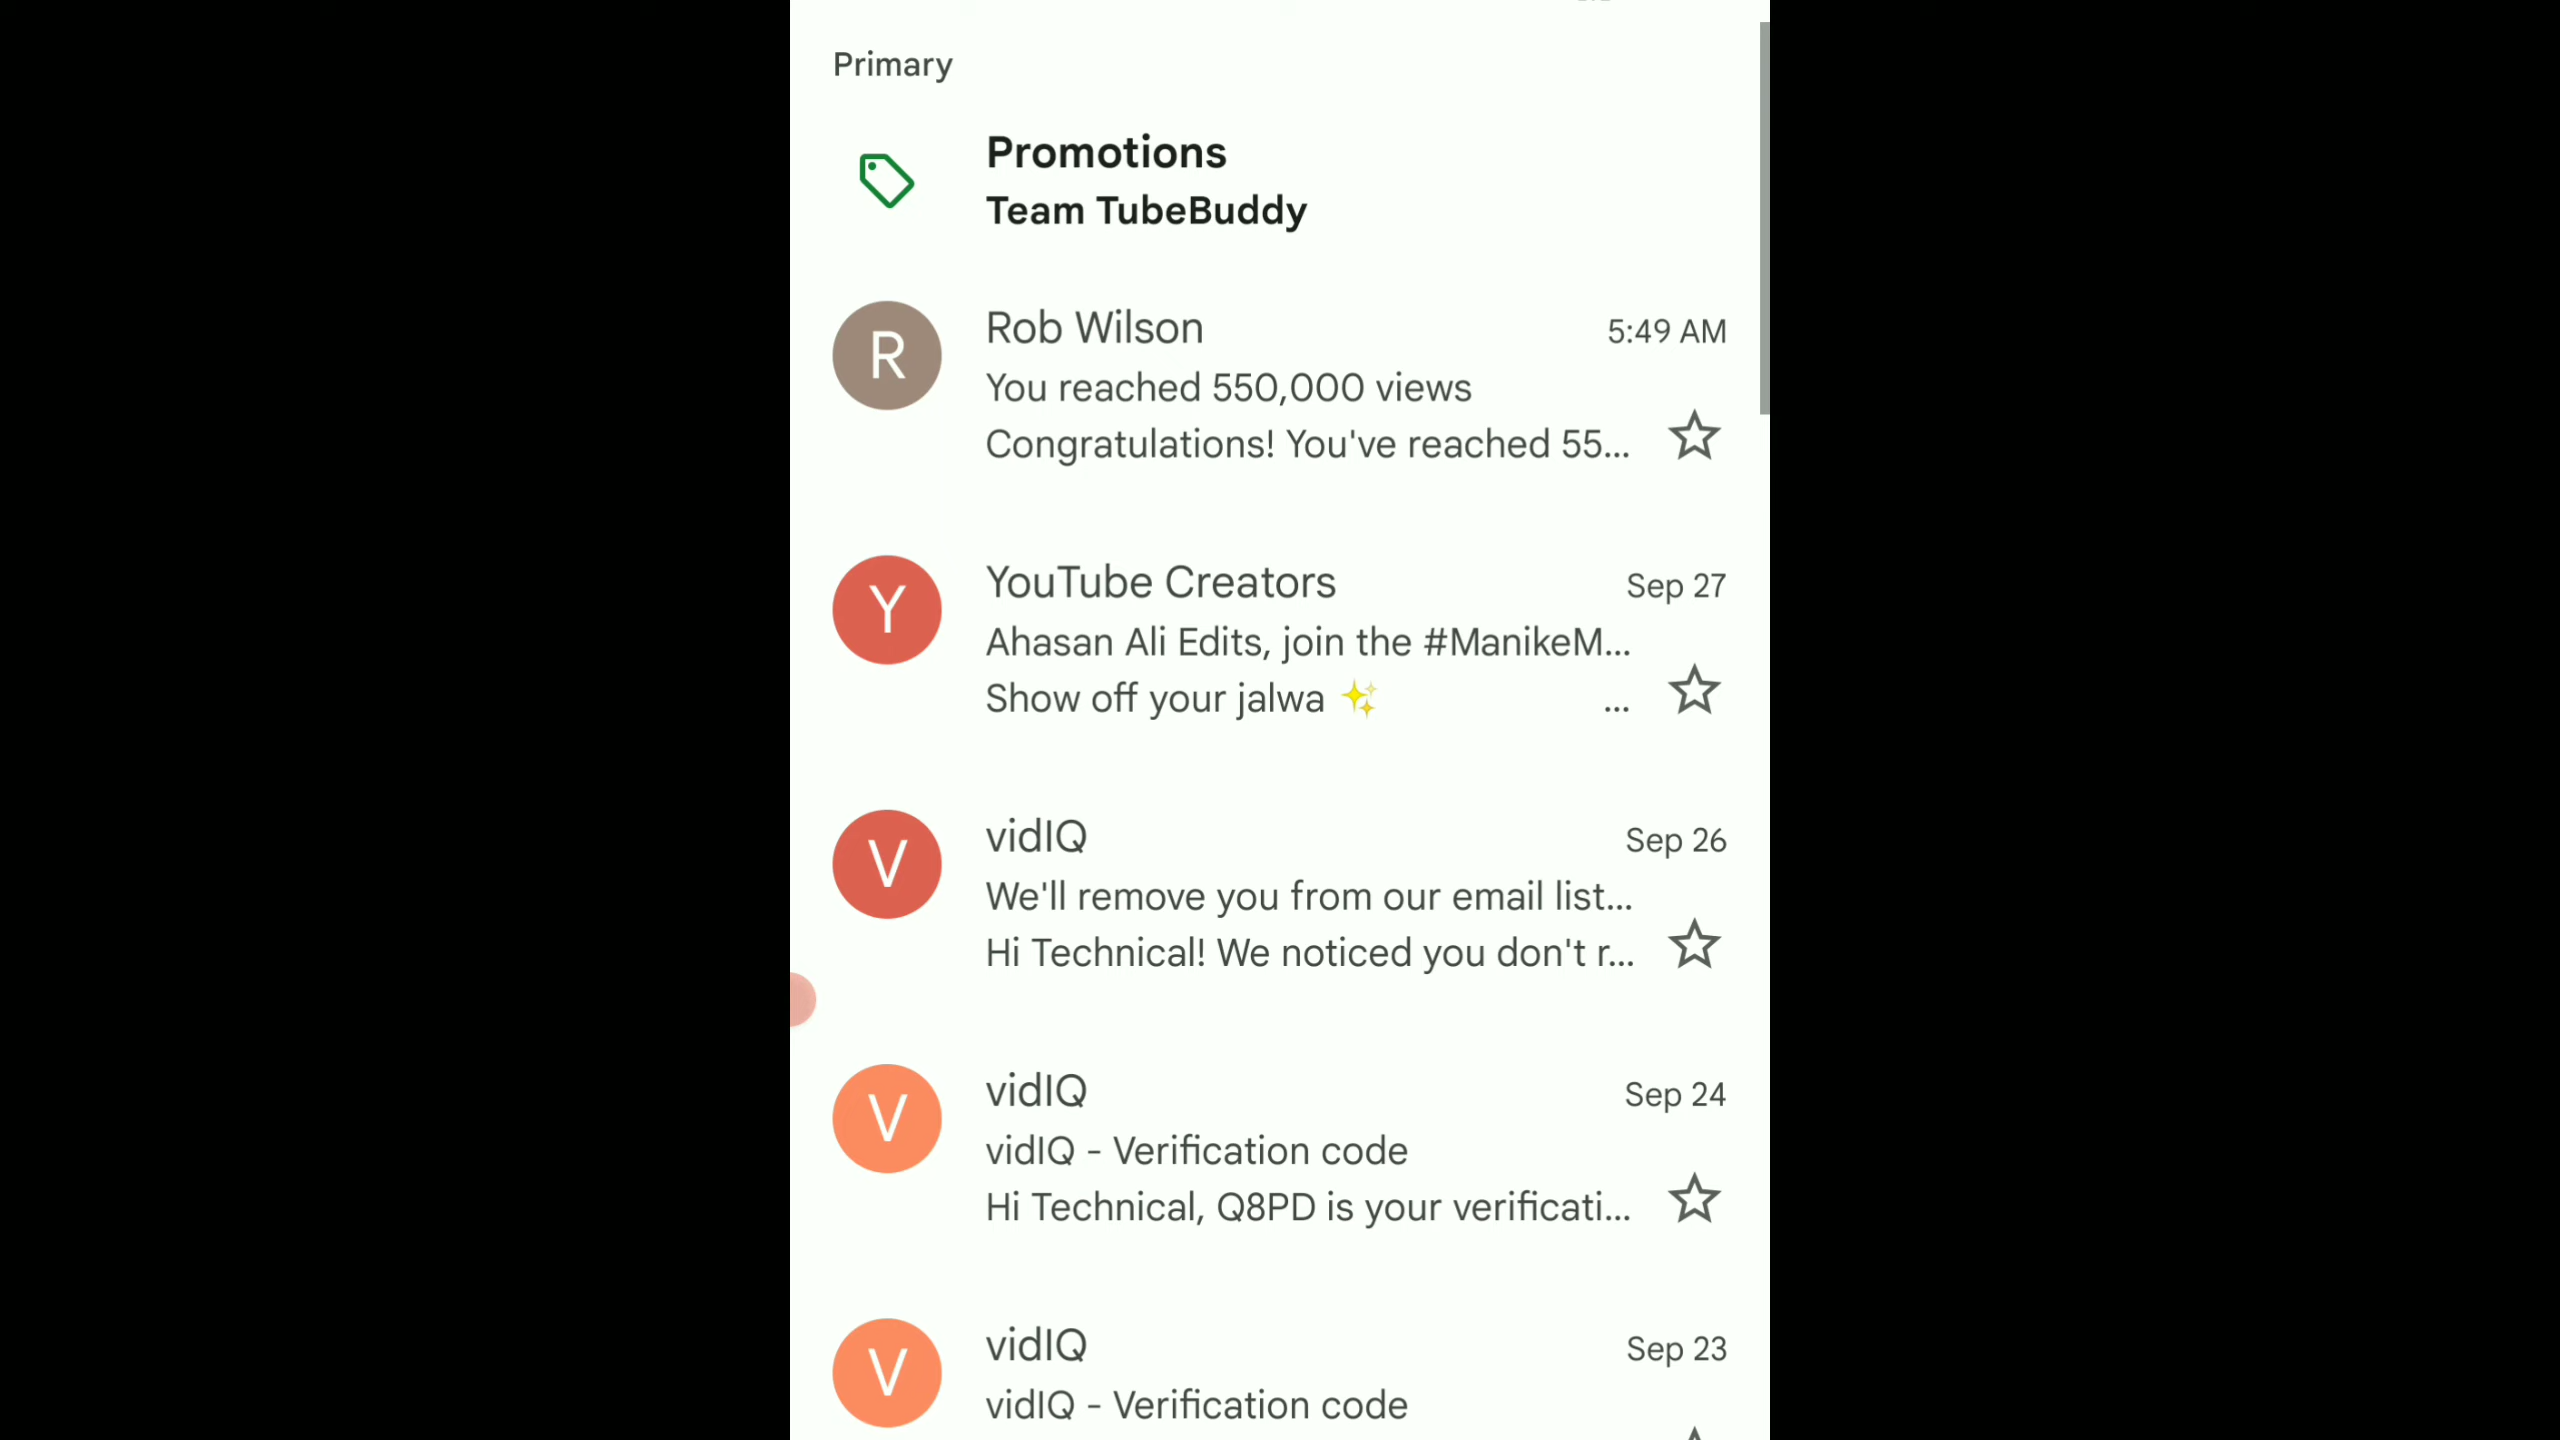 Primary
Promotions
Team TubeBuddy
R
Rob Wilson
5:49 AM
You reached 550,000 views
Congratulations! You've reached 55...
Y
YouTube Creators
Sep 27
Ahasan Ali Edits, join the #ManikeM...
Show off your jalwa ✨ ...
V
vidIQ
Sep 26
We'll remove you from our email list...
Hi Technical! We noticed you don't r...
V
vidIQ
Sep 24
vidIQ - Verification code
Hi Technical, Q8PD is your verificati...
V
vidIQ
Sep 23
vidIQ - Verification code